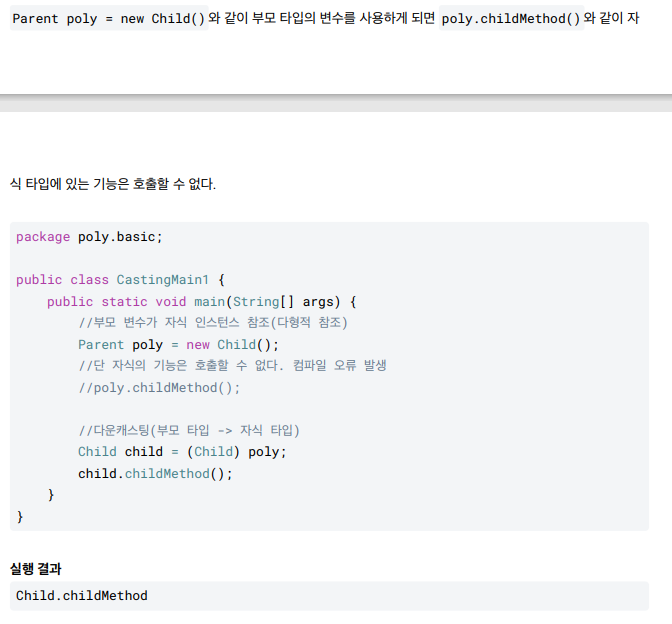 Parent poly = new Child()와 같이 부모 타입의 변수를 사용하게 되면 poly.childMethod()와 같이 자
식 타입에 있는 기능은 호출할 수 없다.
package poly.basic;
public class CastingMain1 {
    public static void main(String[] args) {
        //부모 변수가 자식 인스턴스 참조(다형적 참조)
        Parent poly = new Child();
        //단 자식의 기능은 호출할 수 없다. 컴파일 오류 발생
        //poly.childMethod();
        //다운캐스팅(부모 타입 -> 자식 타입)
        Child child = (Child) poly;
        child.childMethod();
    }
}
실행 결과
Child.childMethod